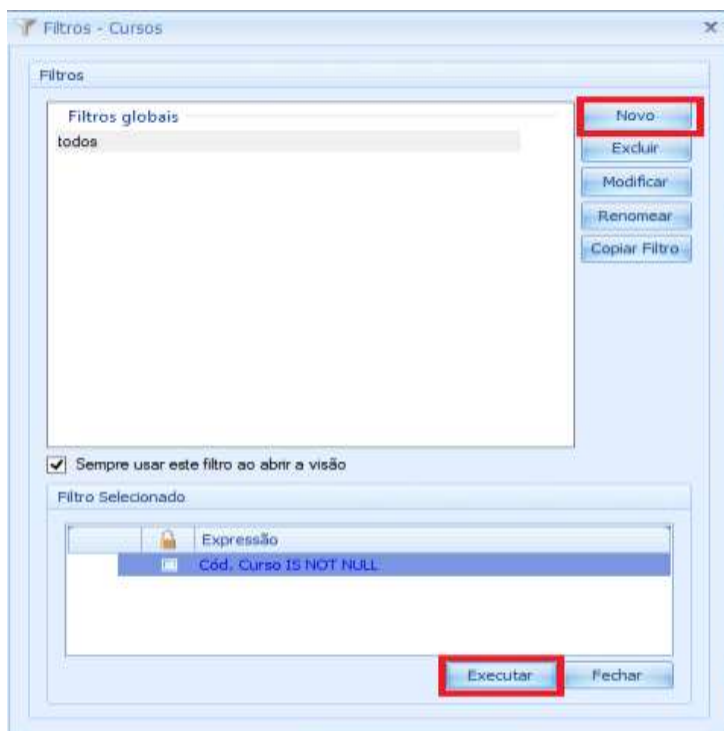 Filtros - Cursos
Filtros
Filtros globais
todos
Novo
Excluir
Modificar
Renomear
Copiar Filtro
Sempre usar este filtro ao abrir a visão
Filtro Selecionado
Expressão
Cód. Curso IS NOT NULL
Executar
Fechar